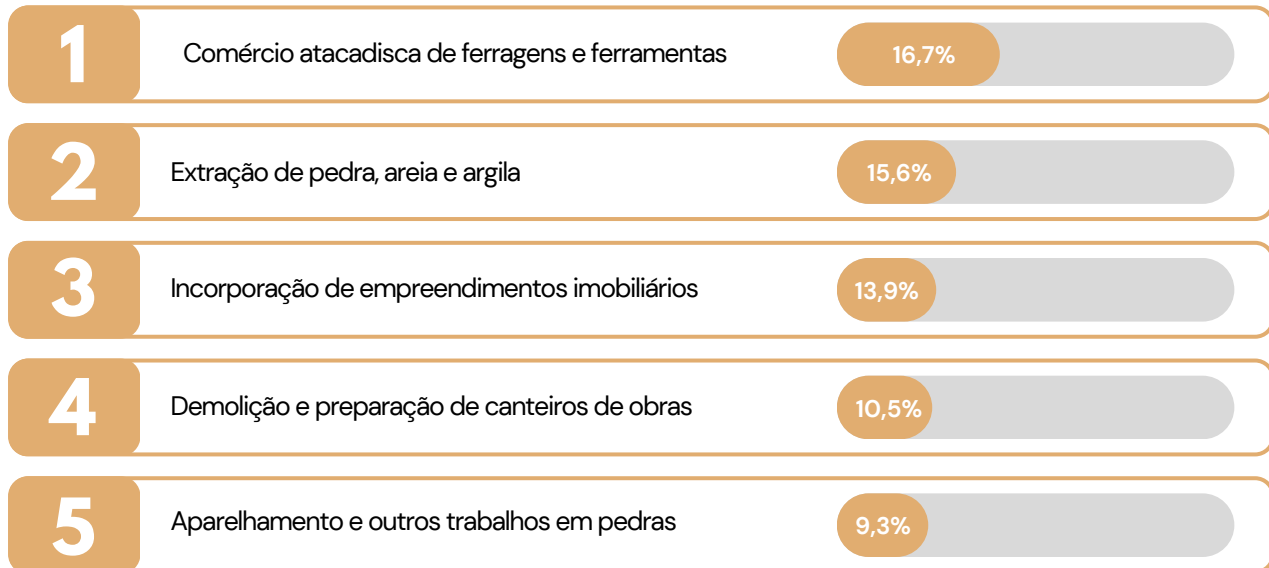 1
Comércio atacadisca de ferragens e ferramentas
16,7%
2
Extração de pedra, areia e argila
15,6%
3
Incorporação de empreendimentos imobiliários
13,9%
4
Demolição e preparação de canteiros de obras
10,5%
5
Aparelhamento e outros trabalhos em pedras
9,3%